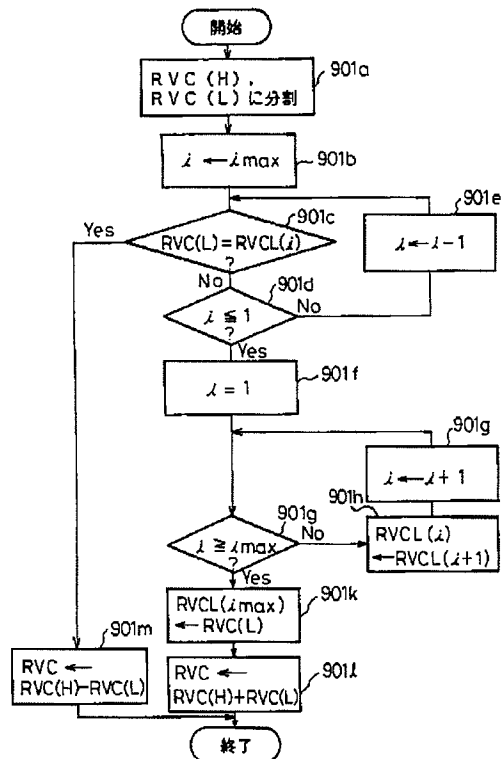 開始
RVC (H),
RVC (L) に分割
901a
i ← imax
901b
901e
i ← i-1
901c
Yes
RVC(L)=RVCL(i)
?
No
901d
i ≦ 1
?
No
Yes
i = 1
901f
901g
i ← i+1
901h
RVCL(i)
←RVCL(i+1)
901g
i ≧ imax
?
No
Yes
RVCL(imax)
← RVC(L)
901k
901m
RVC ←
RVC(H)-RVC(L)
RVC ←
RVC(H)+RVC(L)
901l
終了